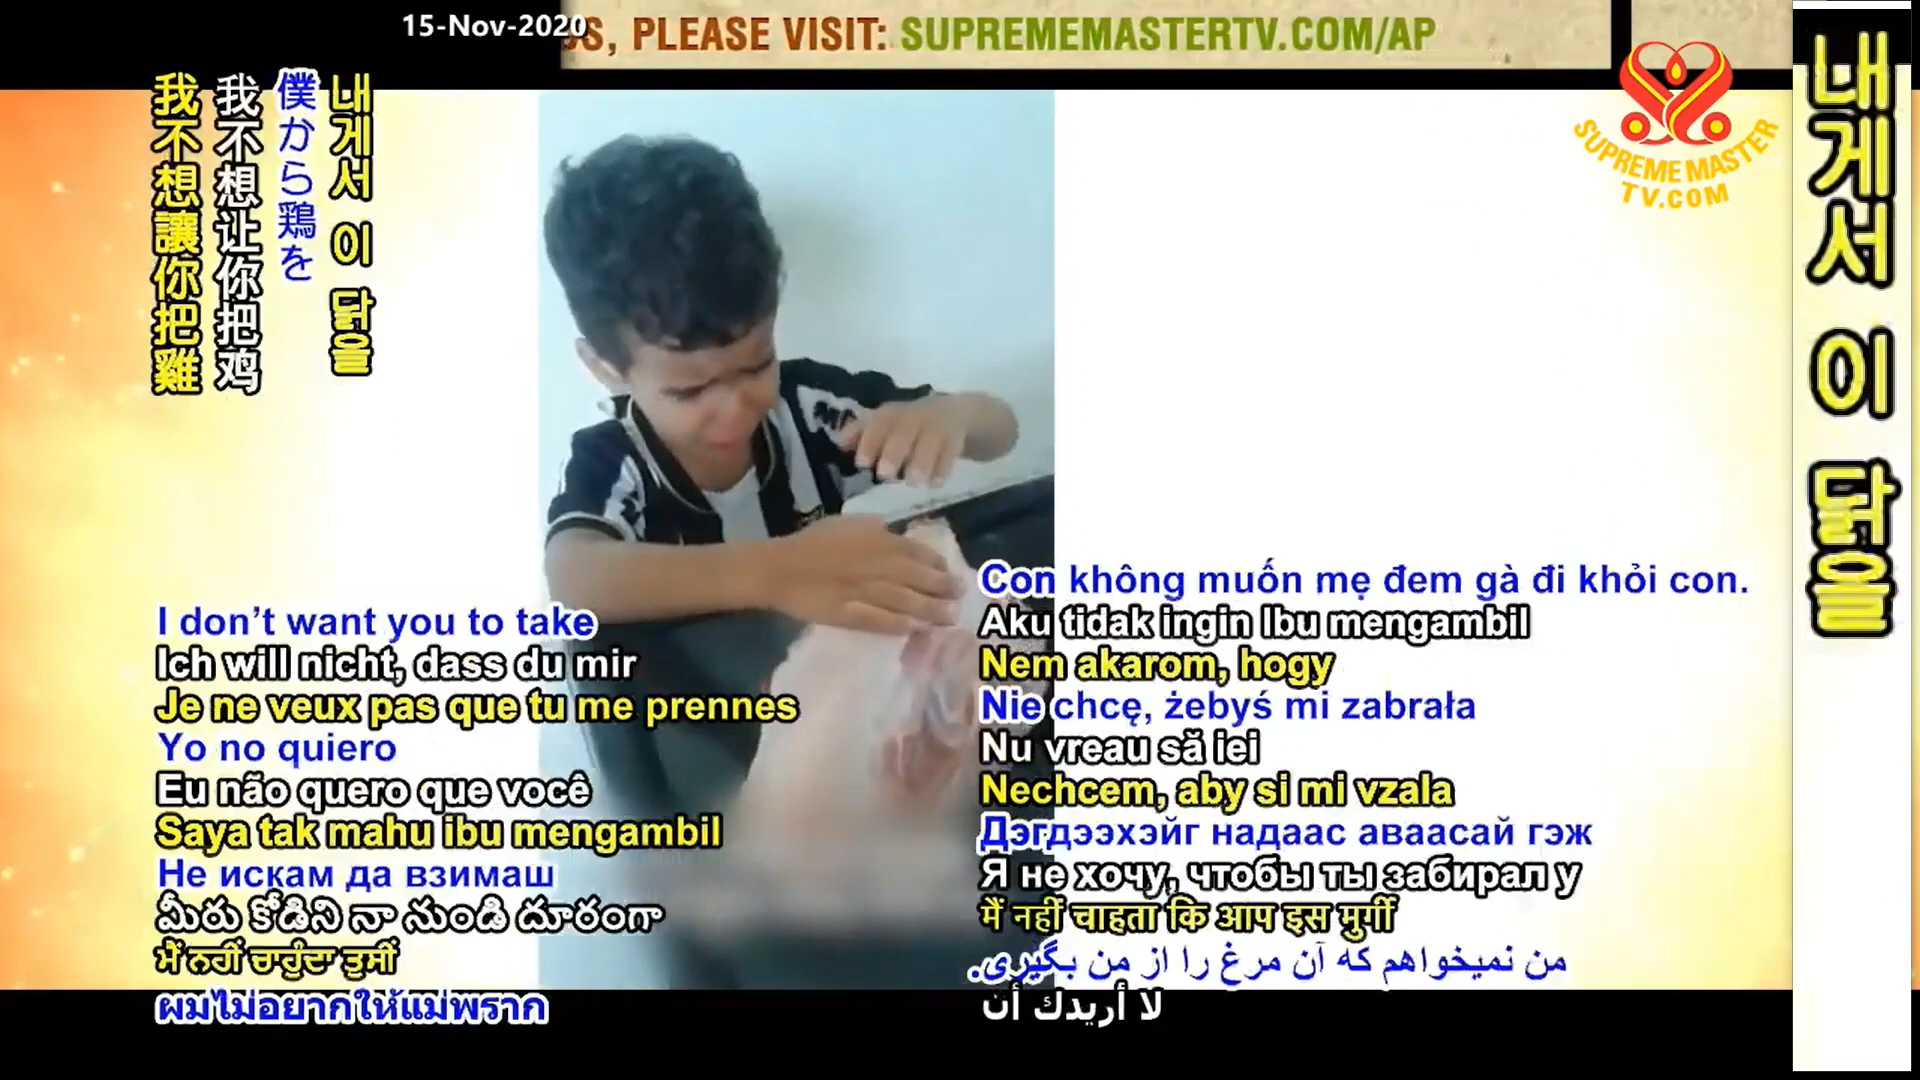 15-Nov-2020
S, PLEASE VISIT: SUPREMEMASTERTV.COM/AP
SUPREME MASTER
TV.COM
내게서 이 닭을
僕から鶏を
我不想让你把鸡
我不想讓你把雞
내게서 이 닭을
I don’t want you to take
Ich will nicht, dass du mir
Je ne veux pas que tu me prennes
Yo no quiero
Eu não quero que você
Saya tak mahu ibu mengambil
Не искам да взимаш
మీరు కోడిని నా నుండి దూరంగా
ਮੈਂ ਨਹੀਂ ਚਾਹੁੰਦਾ ਤੁਸੀਂ
ผมไม่อยากให้แม่พราก
Con không muốn mẹ đem gà đi khỏi con.
Aku tidak ingin Ibu mengambil
Nem akarom, hogy
Nie chcę, żebyś mi zabrała
Nu vreau să iei
Nechcem, aby si mi vzala
Дэгдээхэйг надаас аваасай гэж
Я не хочу, чтобы ты забирал у
मैं नहीं चाहता कि आप इस मुर्गी
من نمیخواهم که آن مرغ را از من بگیری.
لا أريدك أن